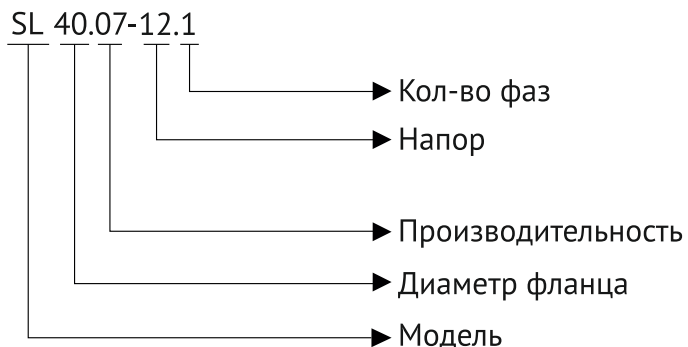 SL 40.07-12.1
Кол-во фаз
Напор
Производительность
Диаметр фланца
Модель